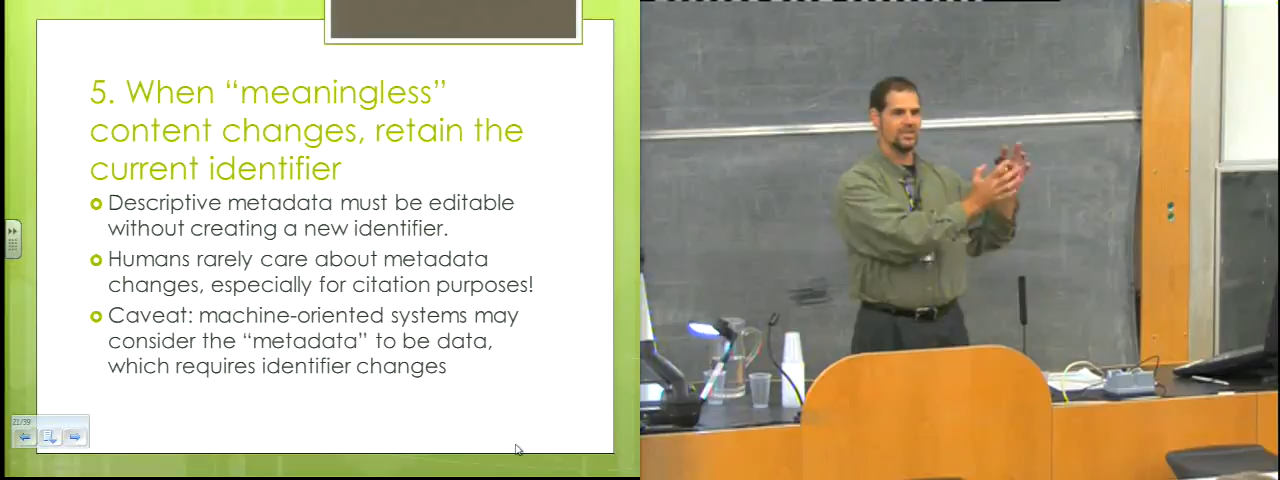 5. When “meaningless”
content changes, retain the
current identifier
Descriptive metadata must be editable
without creating a new identifier.
Humans rarely care about metadata
changes, especially for citation purposes!
Caveat: machine-oriented systems may
consider the “metadata” to be data,
which requires identifier changes
21/39